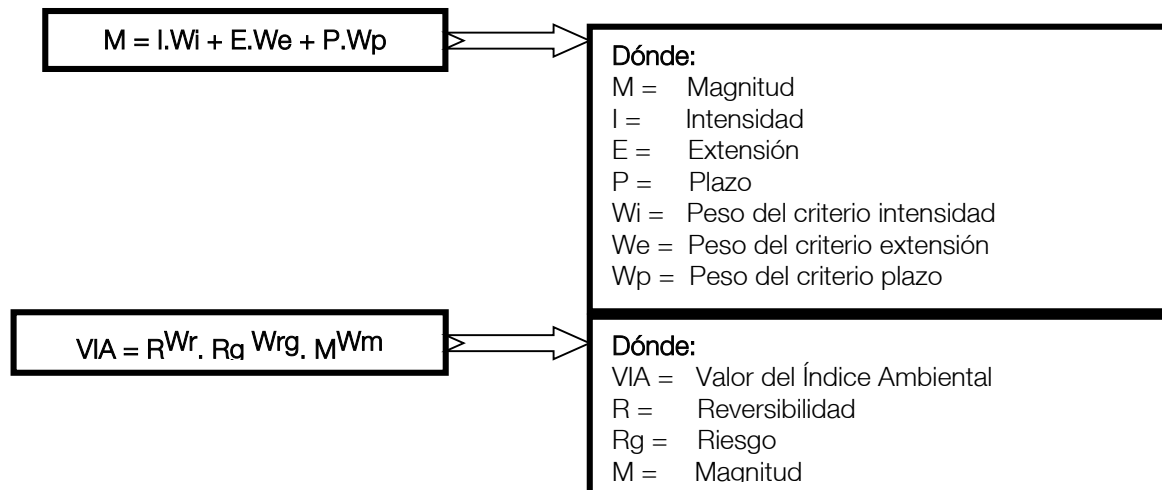 M = I.Wi + E.We + P.Wp
Dónde:
M = Magnitud
I = Intensidad
E = Extensión
P = Plazo
Wi = Peso del criterio intensidad
We = Peso del criterio extensión
Wp = Peso del criterio plazo
VIA = R^Wr. Rg ^Wrg. M^Wm
Dónde:
VIA = Valor del Índice Ambiental
R = Reversibilidad
Rg = Riesgo
M = Magnitud